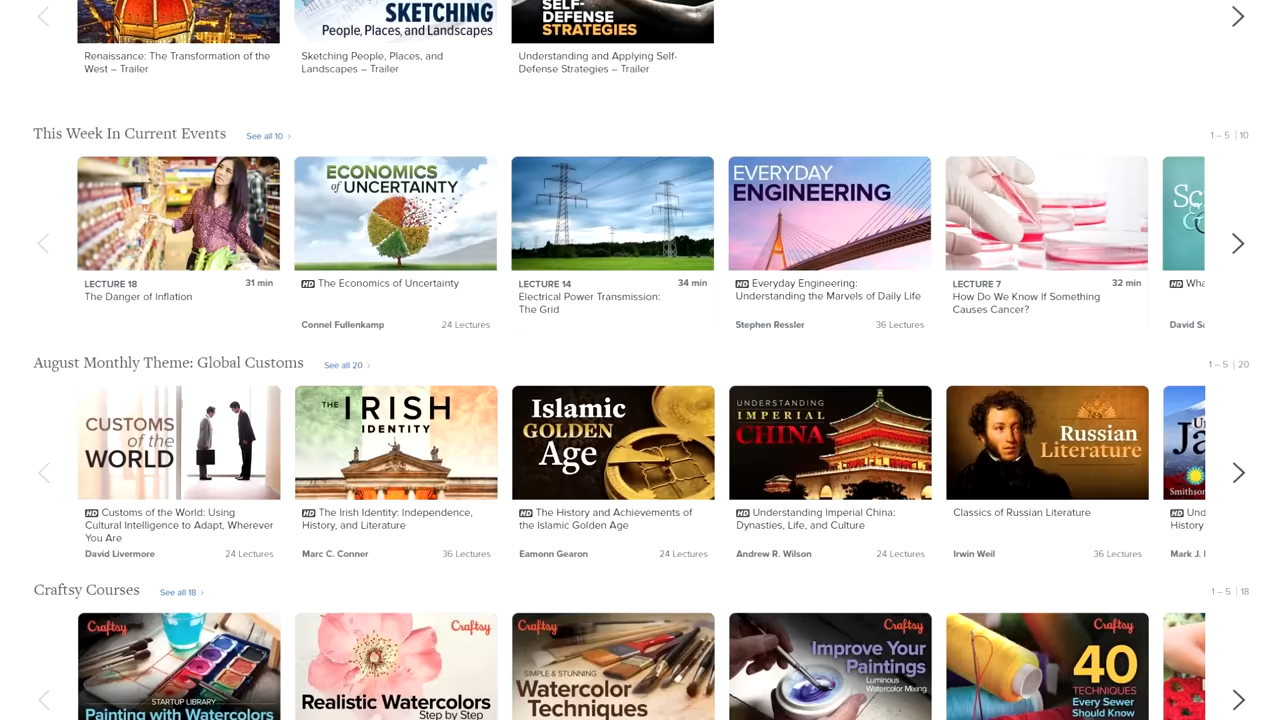 SKETCHING
People, Places, and Landscapes
SELF-
DEFENSE
STRATEGIES
Renaissance: The Transformation of the
West – Trailer
Sketching People, Places, and
Landscapes – Trailer
Understanding and Applying Self-
Defense Strategies – Trailer
This Week In Current Events
See all 10 >
1 – 5 | 10
ECONOMICS
of UNCERTAINTY
EVERYDAY
ENGINEERING
LECTURE 18
31 min
The Danger of Inflation
HD The Economics of Uncertainty
Connel Fullenkamp
24 Lectures
LECTURE 14
34 min
Electrical Power Transmission:
The Grid
HD Everyday Engineering:
Understanding the Marvels of Daily Life
Stephen Ressler
36 Lectures
LECTURE 7
32 min
How Do We Know If Something
Causes Cancer?
HD Wha
David Sa
August Monthly Theme: Global Customs
See all 20 >
1 – 5 | 20
CUSTOMS
of the
WORLD
THE IRISH
IDENTITY
Islamic
GOLDEN
Age
UNDERSTANDING
IMPERIAL
CHINA
Russian
Literature
Ja
Smithson
HD Customs of the World: Using
Cultural Intelligence to Adapt, Wherever
You Are
David Livermore
24 Lectures
HD The Irish Identity: Independence,
History, and Literature
Marc C. Conner
36 Lectures
HD The History and Achievements of
the Islamic Golden Age
Eamonn Gearon
24 Lectures
HD Understanding Imperial China:
Dynasties, Life, and Culture
Andrew R. Wilson
24 Lectures
Classics of Russian Literature
Irwin Weil
36 Lectures
HD Und
History
Mark J.
Craftsy Courses
See all 18 >
1 – 5 | 18
Craftsy
STARTUP LIBRARY
Painting with Watercolors
Craftsy
Realistic Watercolors
Step by Step
Craftsy
SIMPLE & STUNNING
Watercolor
Techniques
Craftsy
Improve Your
Paintings
Luminous
Watercolor Mixing
Craftsy
40
TECHNIQUES
Every Sewer
Should Know